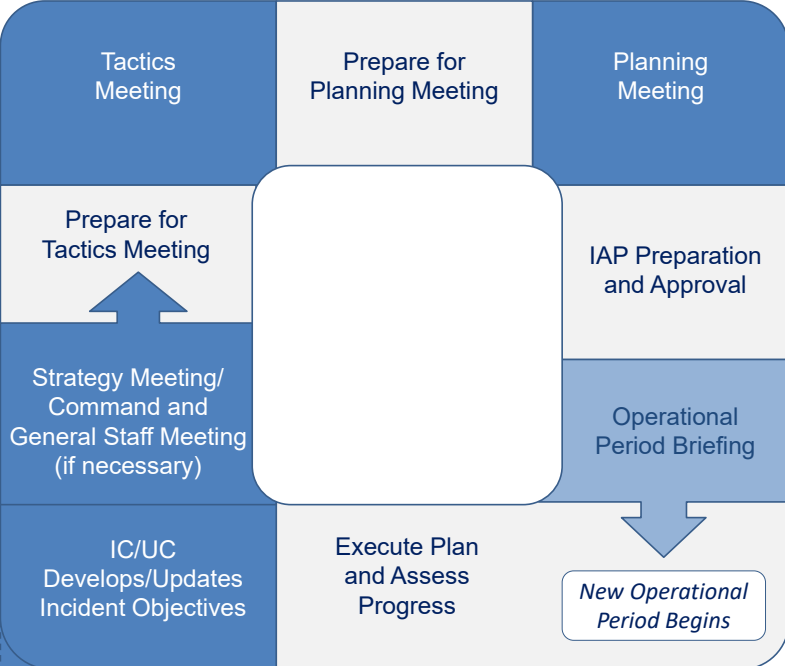 Tactics
Meeting
Prepare for
Planning Meeting
Planning
Meeting
Prepare for
Tactics Meeting
IAP Preparation
and Approval
Strategy Meeting/
Command and
General Staff Meeting
(if necessary)
Operational
Period Briefing
IC/UC
Develops/Updates
Incident Objectives
Execute Plan
and Assess
Progress
New Operational
Period Begins